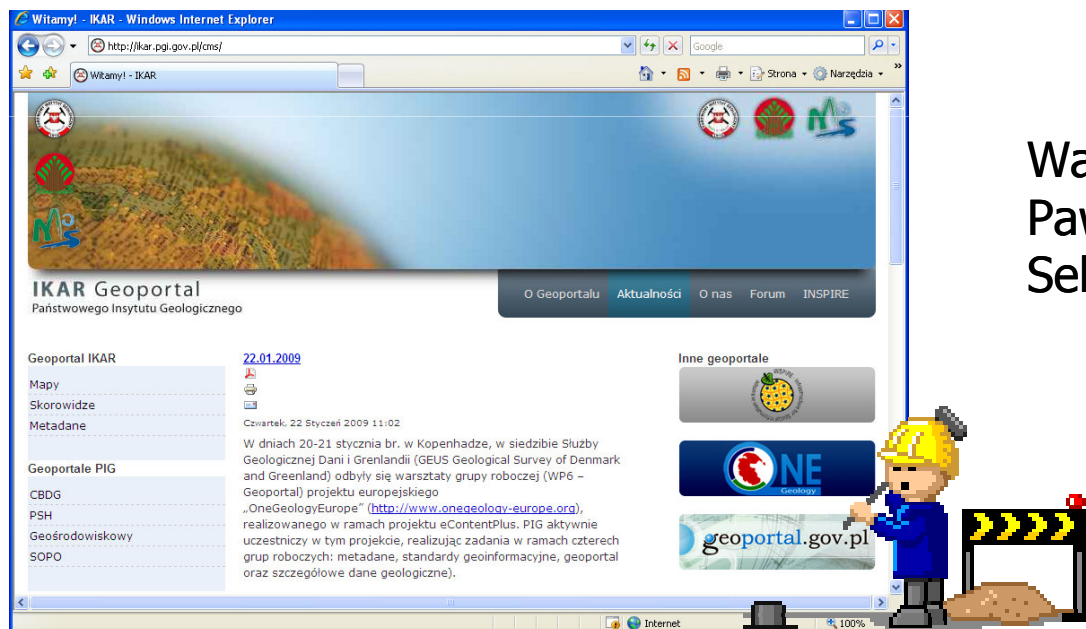 Witamy! - IKAR - Windows Internet Explorer
http://ikar.pgi.gov.pl/cms/
Google
Witamy! - IKAR
Strona
Narzędzia
IKAR Geoportal
Państwowego Insytutu Geologicznego
O Geoportalu Aktualności O nas Forum INSPIRE
Geoportal IKAR
Mapy
Skorowidze
Metadane
Geoportale PIG
CBDG
PSH
Geośrodowiskowy
SOPO
22.01.2009
Czwartek, 22 Styczeń 2009 11:02
W dniach 20-21 stycznia br. w Kopenhadze, w siedzibie Służby
Geologicznej Dani i Grenlandii (GEUS Geological Survey of Denmark
and Greenland) odbyły się warsztaty grupy roboczej (WP6 –
Geoportal) projektu europejskiego
„OneGeologyEurope” (http://www.onegeology-europe.org),
realizowanego w ramach projektu eContentPlus. PIG aktywnie
uczestniczy w tym projekcie, realizując zadania w ramach czterech
grup roboczych: metadane, standardy geoinformacyjne, geoportal
oraz szczegółowe dane geologiczne).
Inne geoportale
INSPIRE
ONE
Geology
geoportal.gov.pl
Internet
100%